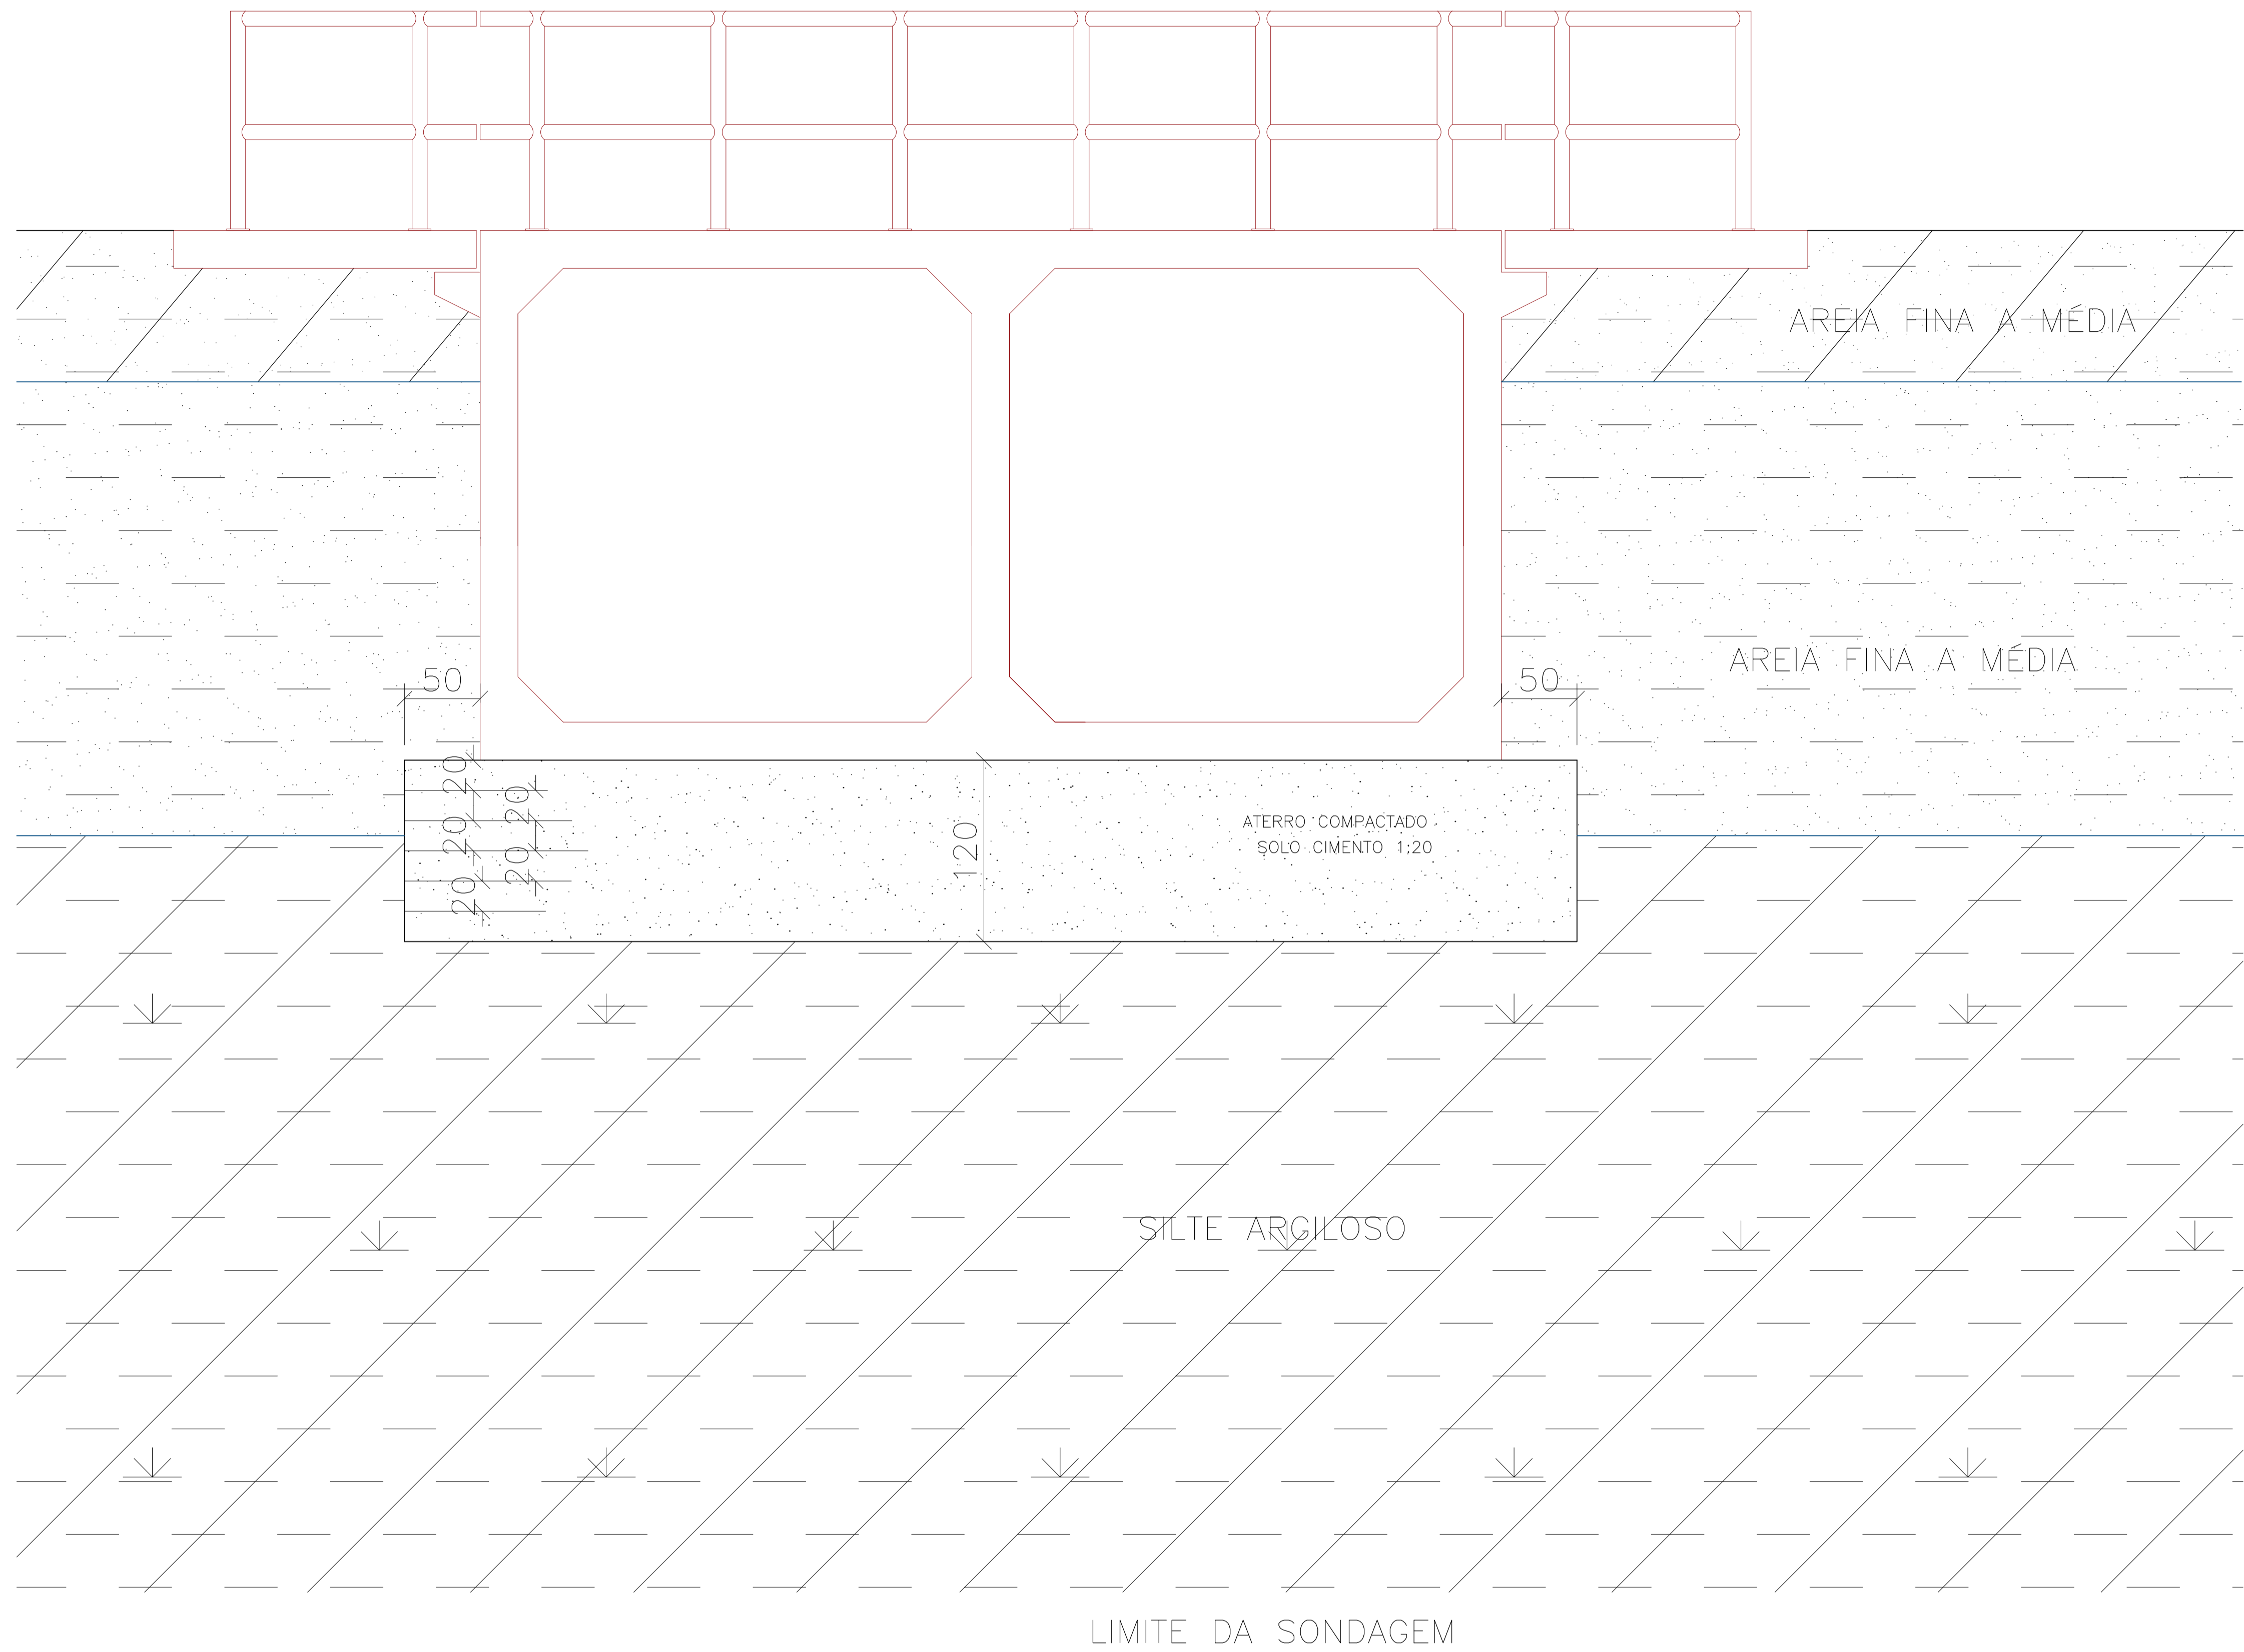 AREIA FINA A MÉDIA
AREIA FINA A MÉDIA
50
50
20
20
20
20
20
20
120
ATERRO COMPACTADO
SOLO CIMENTO 1:20
SILTE ARGILOSO
LIMITE DA SONDAGEM